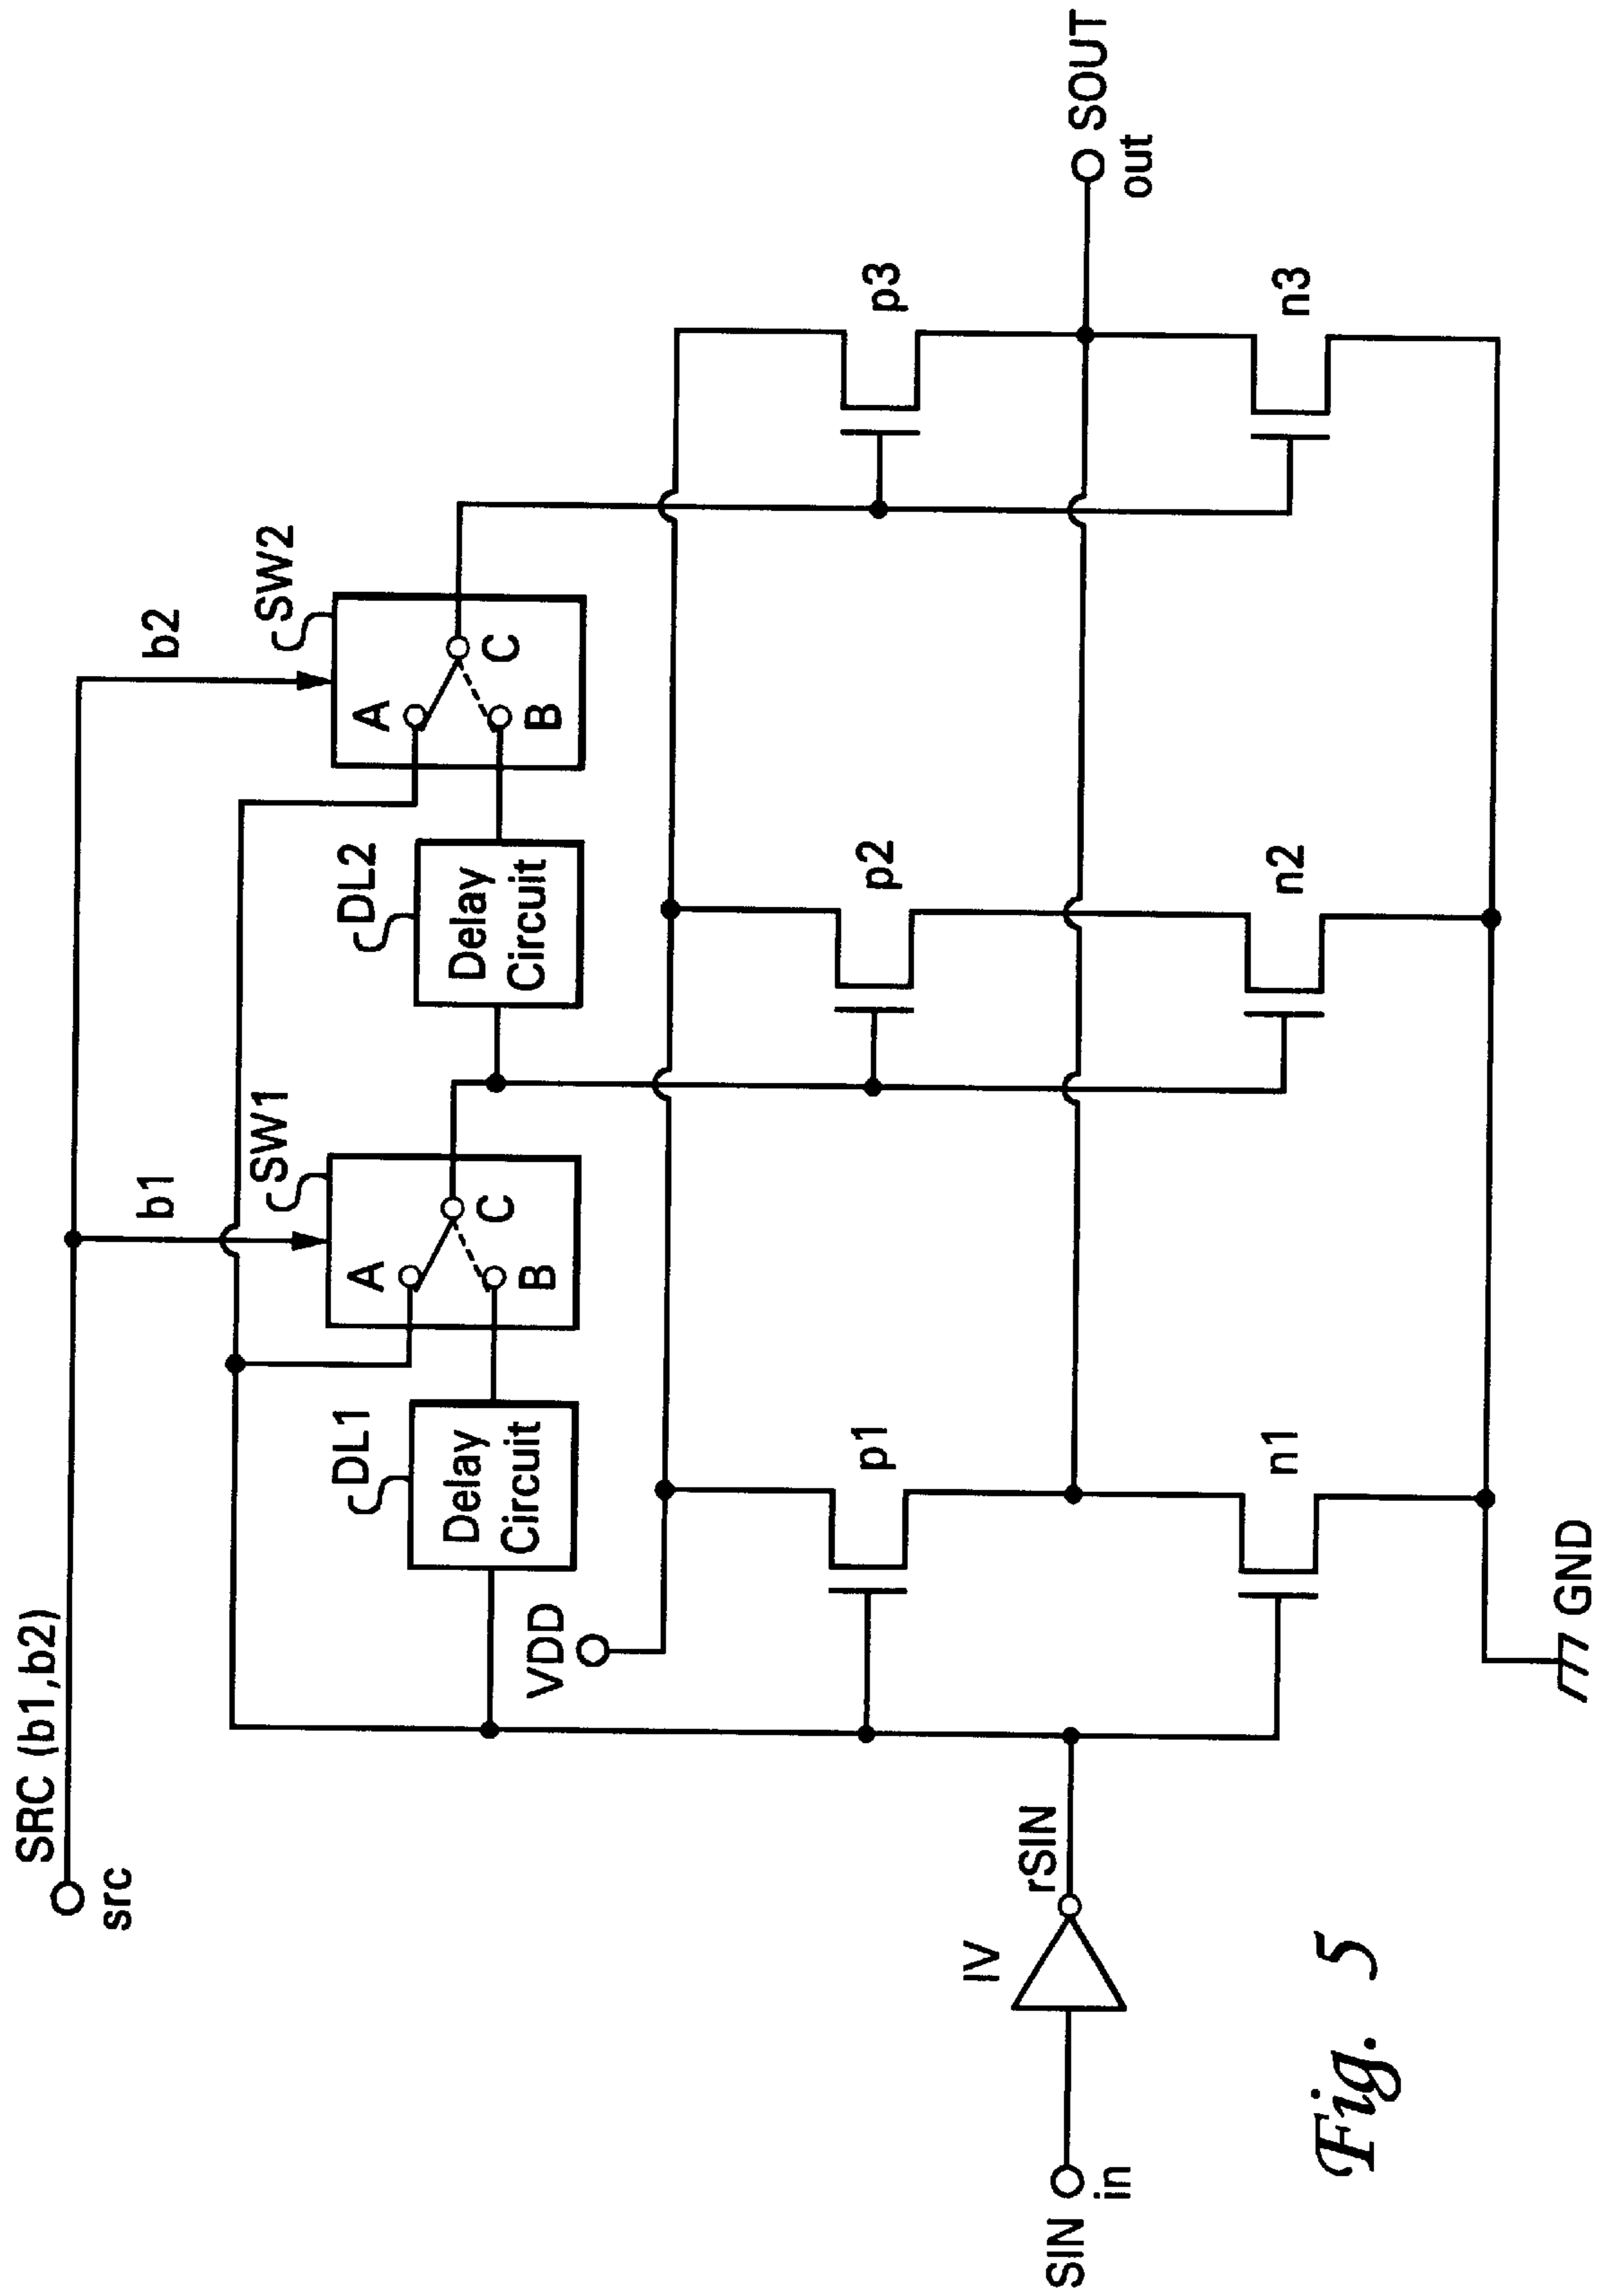 SRC (b1,b2)
src
b1
b2
SW1
SW2
A
B
C
A
B
C
DL1
Delay
Circuit
DL2
Delay
Circuit
VDD
p1
p2
p3
SIN
in
IV
rSIN
SOUT
out
n1
n2
n3
GND
Fig. 5